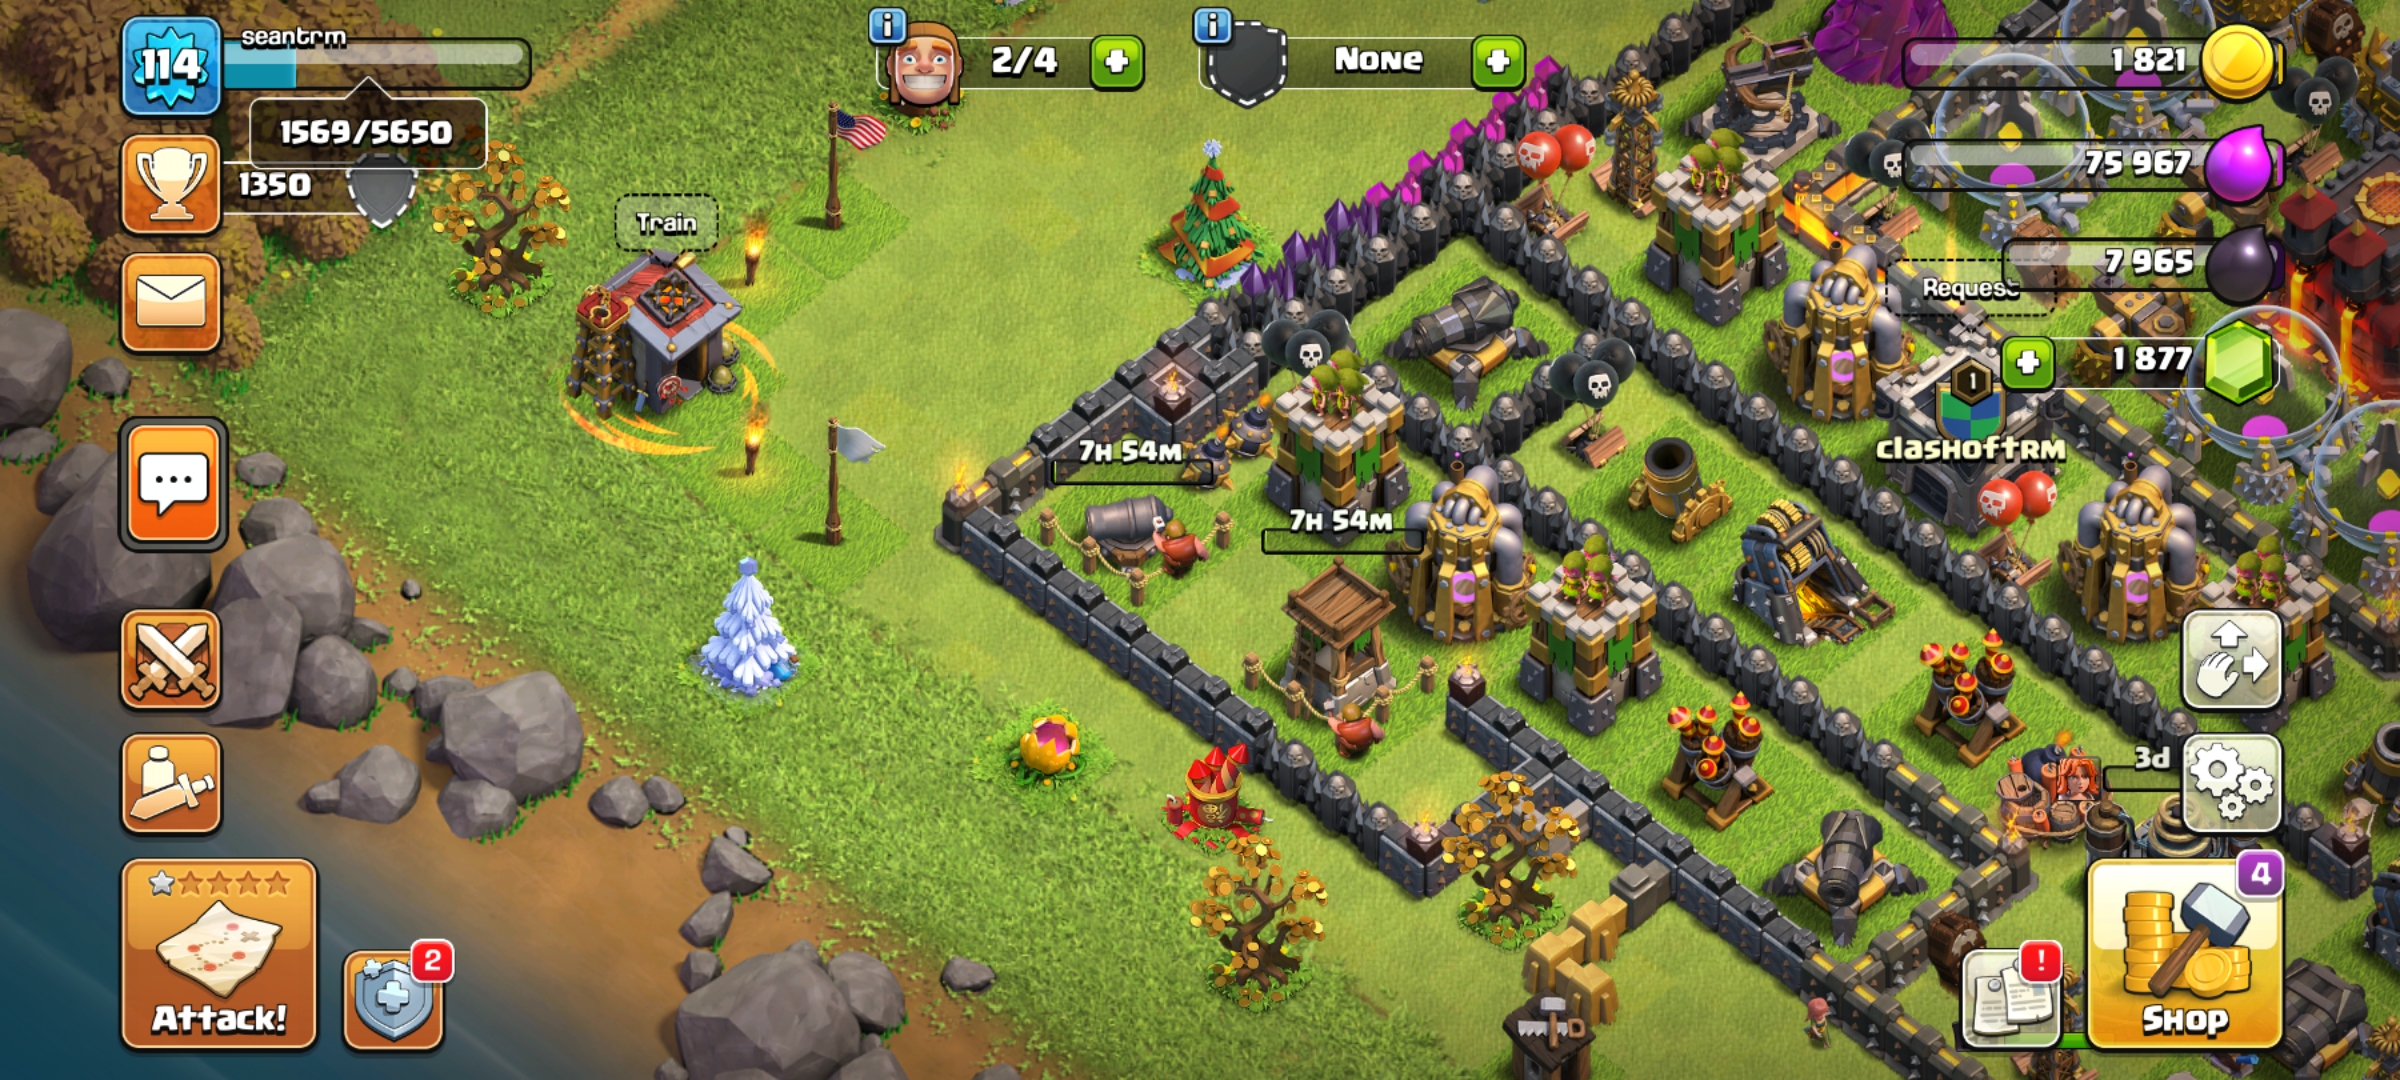 114
seantrm
1569/5650
1350
2/4
None
1 821
75 967
7 965
1 877
Train
Request
1
clashoftrm
7H 54M
7H 54M
3d
Attack!
2
!
4
Shop